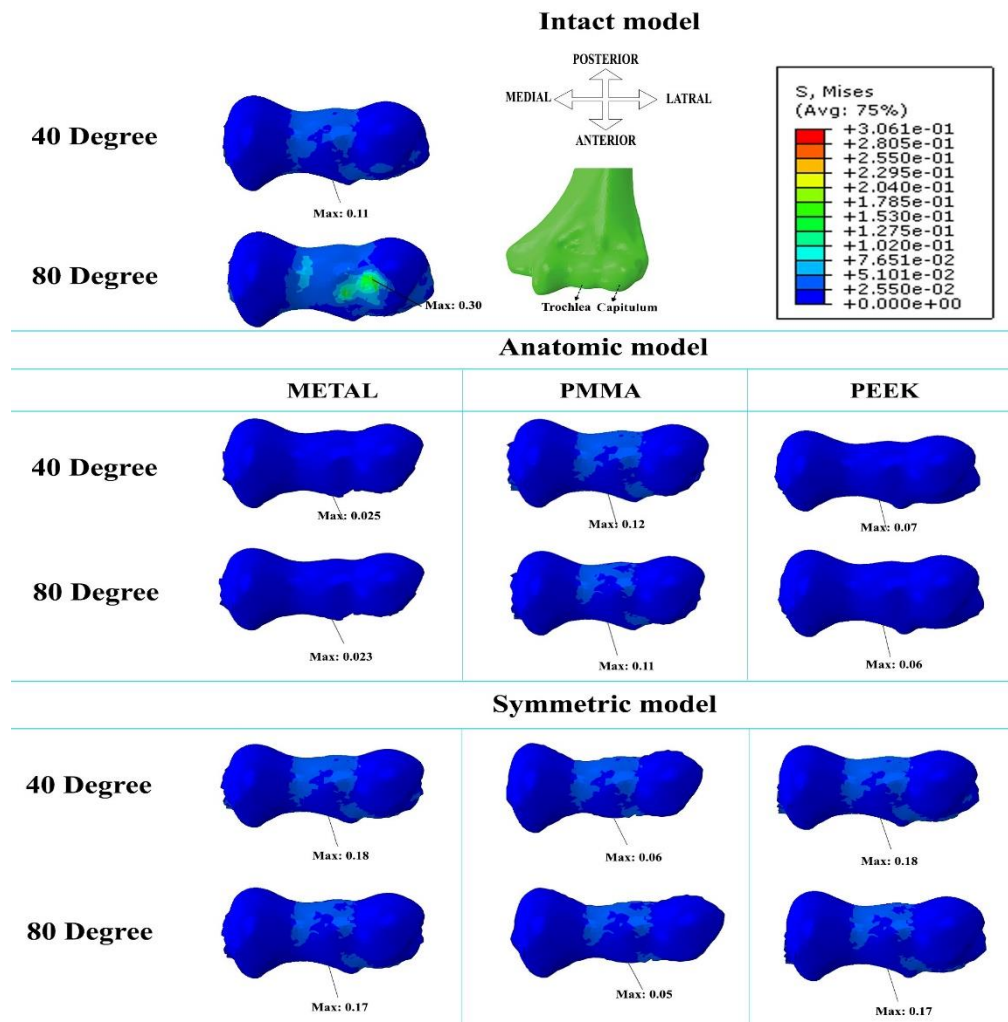 Intact model
POSTERIOR
MEDIAL
LATRAL
ANTERIOR
40 Degree
Max: 0.11
80 Degree
Max: 0.30
Trochlea Capitulum
S, Mises
(Avg: 75%)
+3.061e-01
+2.805e-01
+2.550e-01
+2.295e-01
+2.040e-01
+1.785e-01
+1.530e-01
+1.275e-01
+1.020e-01
+7.651e-02
+5.101e-02
+2.550e-02
+0.000e+00
Anatomic model
METAL
PMMA
PEEK
40 Degree
Max: 0.025
Max: 0.12
Max: 0.07
80 Degree
Max: 0.023
Max: 0.11
Max: 0.06
Symmetric model
40 Degree
Max: 0.18
Max: 0.06
Max: 0.18
80 Degree
Max: 0.17
Max: 0.05
Max: 0.17